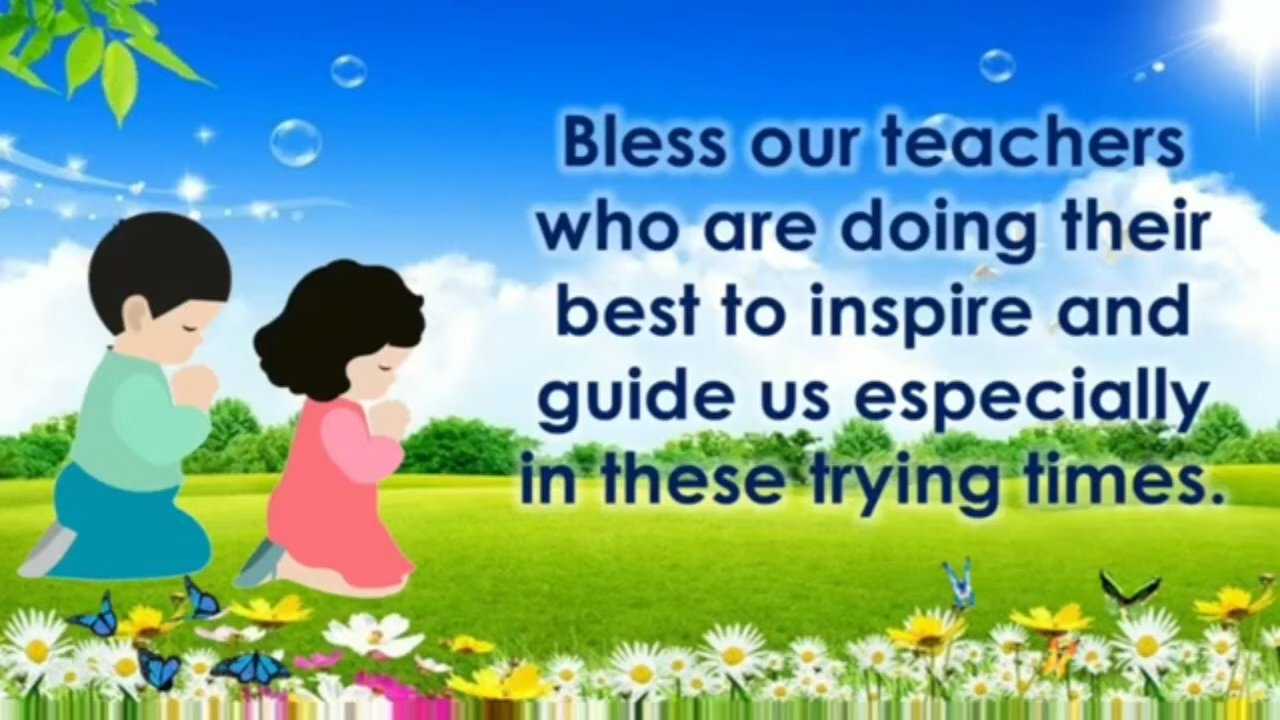 Bless our teachers
who are doing their
best to inspire and
guide us especially
in these trying times.